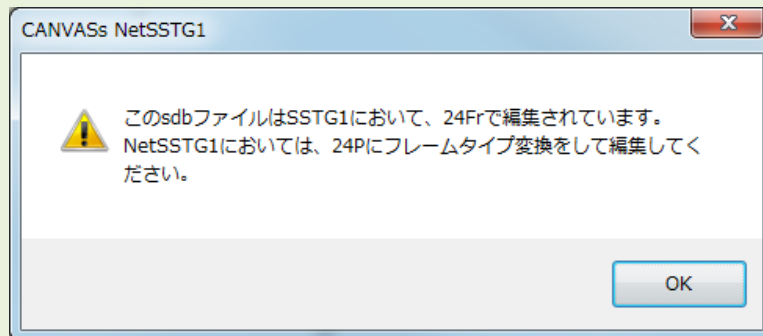 CANVASs NetSSTG1
このsdbファイルはSSTG1において、24Frで編集されています。
NetSSTG1においては、24Pにフレームタイプ変換をして編集してく
ださい。
OK